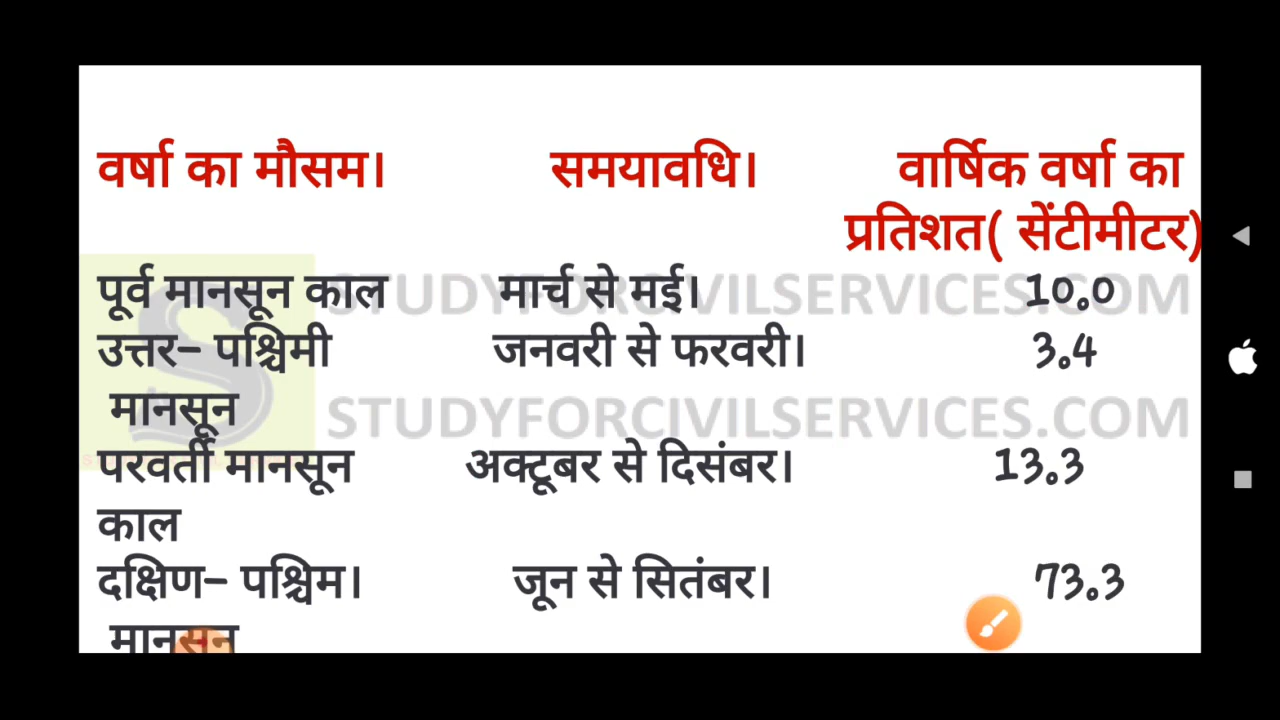 वर्षा का मौसम। समयावधि। वार्षिक वर्षा का
प्रतिशत( सेंटीमीटर)
पूर्व मानसून काल मार्च से मई। 10.0
STUDYFORCIVILSERVICES.COM
उत्तर– पश्चिमी जनवरी से फरवरी। 3.4
मानसून
STUDYFORCIVILSERVICES.COM
परवर्ती मानसून अक्टूबर से दिसंबर। 13.3
काल
दक्षिण– पश्चिम। जून से सितंबर। 73.3
मानसून